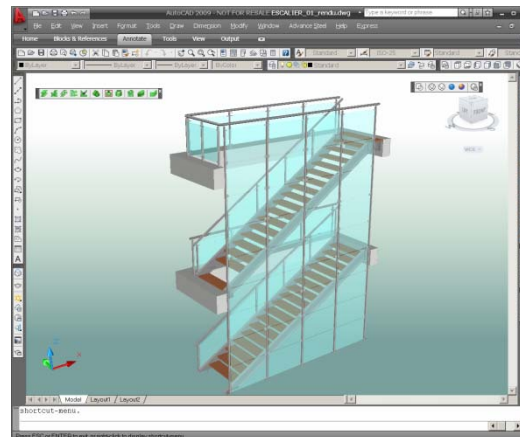 AutoCAD 2009 - NOT FOR RESALE ESCALIER_01_rendu.dwg
Type a keyword or phrase
File Edit View Insert Format Tools Draw Dimension Modify Window Advance Steel Help Express
Home Blocks & References Annotate Tools View Output
Standard ISO-25 Standard Standard
ByLayer ByLayer ByLayer ByColor Standard
Model Layout1 Layout2
shortcut-menu.
Press ESC or ENTER to exit, or right-click to display shortcut-menu.